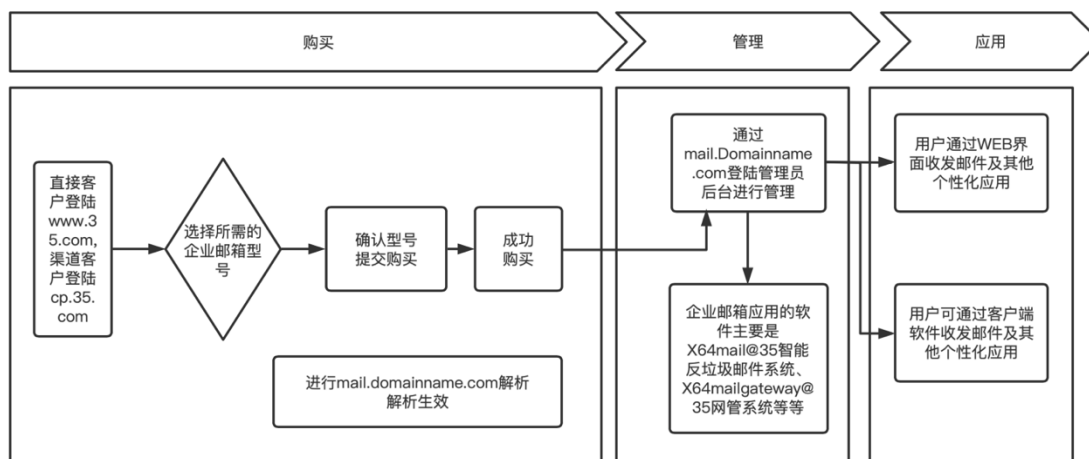 购买
管理
应用
直接客
户登陆
www.3
5.com,
渠道客
户登陆
cp.35.
com
选择所需的
企业邮箱型
号
确认型号
提交购买
成功
购买
进行mail.domainname.com解析
解析生效
通过
mail.Domainname
.com登陆管理员
后台进行管理
企业邮箱应用的软
件主要是
X64mail@35智能
反垃圾邮件系统、
X64mailgateway@
35网管系统等等
用户通过WEB界
面收发邮件及其他
个性化应用
用户可通过客户端
软件收发邮件及其
他个性化应用